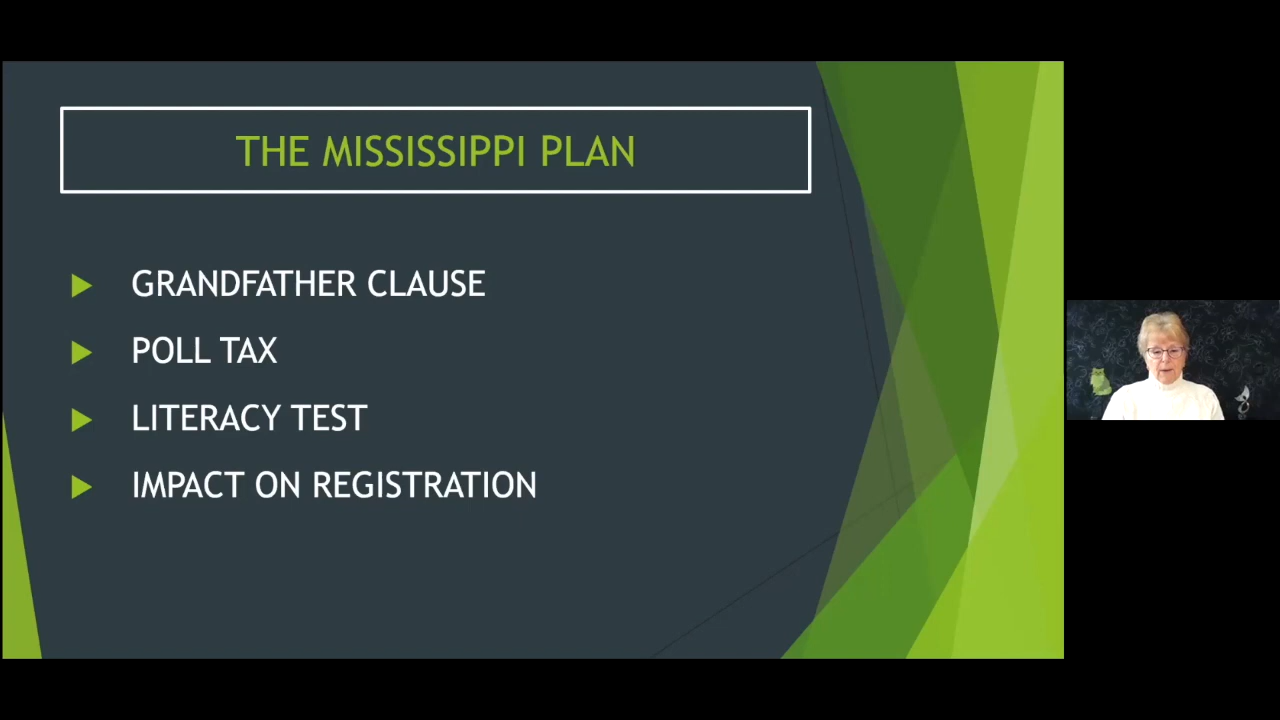 THE MISSISSIPPI PLAN
GRANDFATHER CLAUSE
POLL TAX
LITERACY TEST
IMPACT ON REGISTRATION